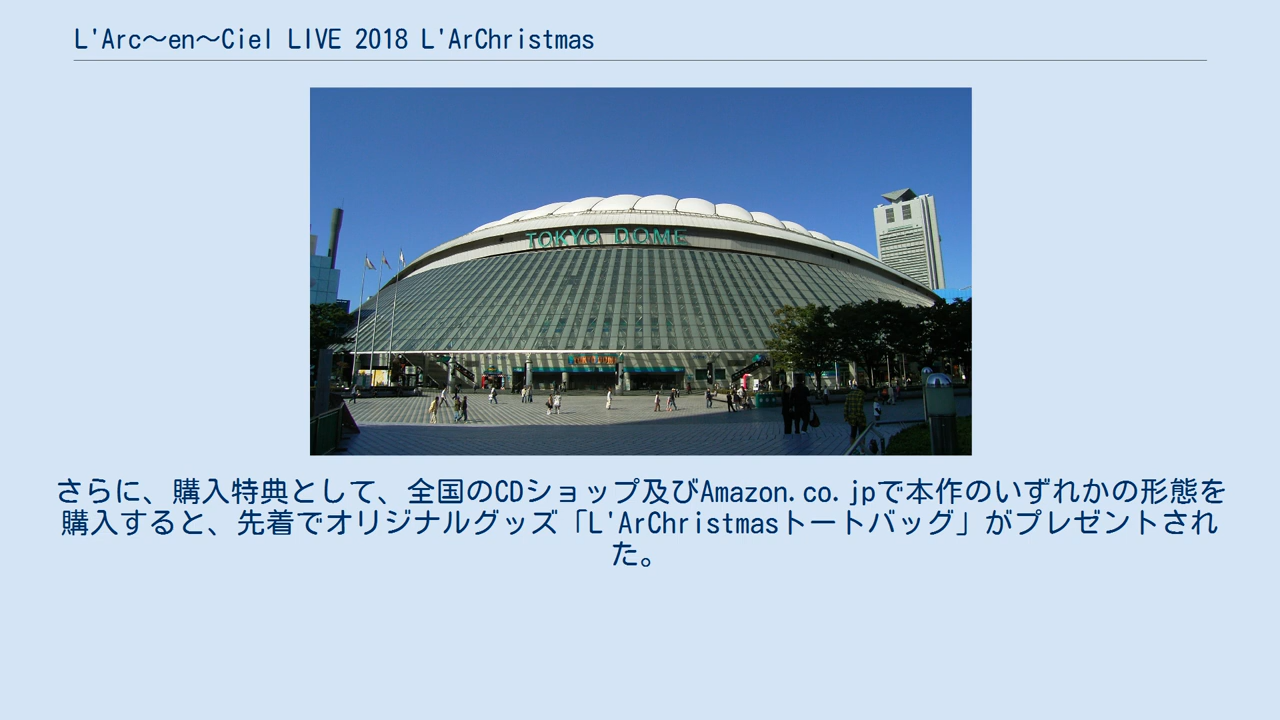 L'Arc〜en〜Ciel LIVE 2018 L'ArChristmas
TOKYO DOME
TOKYO DOME
さらに、購入特典として、全国のCDショップ及びAmazon.co.jpで本作のいずれかの形態を
購入すると、先着でオリジナルグッズ「L'ArChristmasトートバッグ」がプレゼントされ
た。